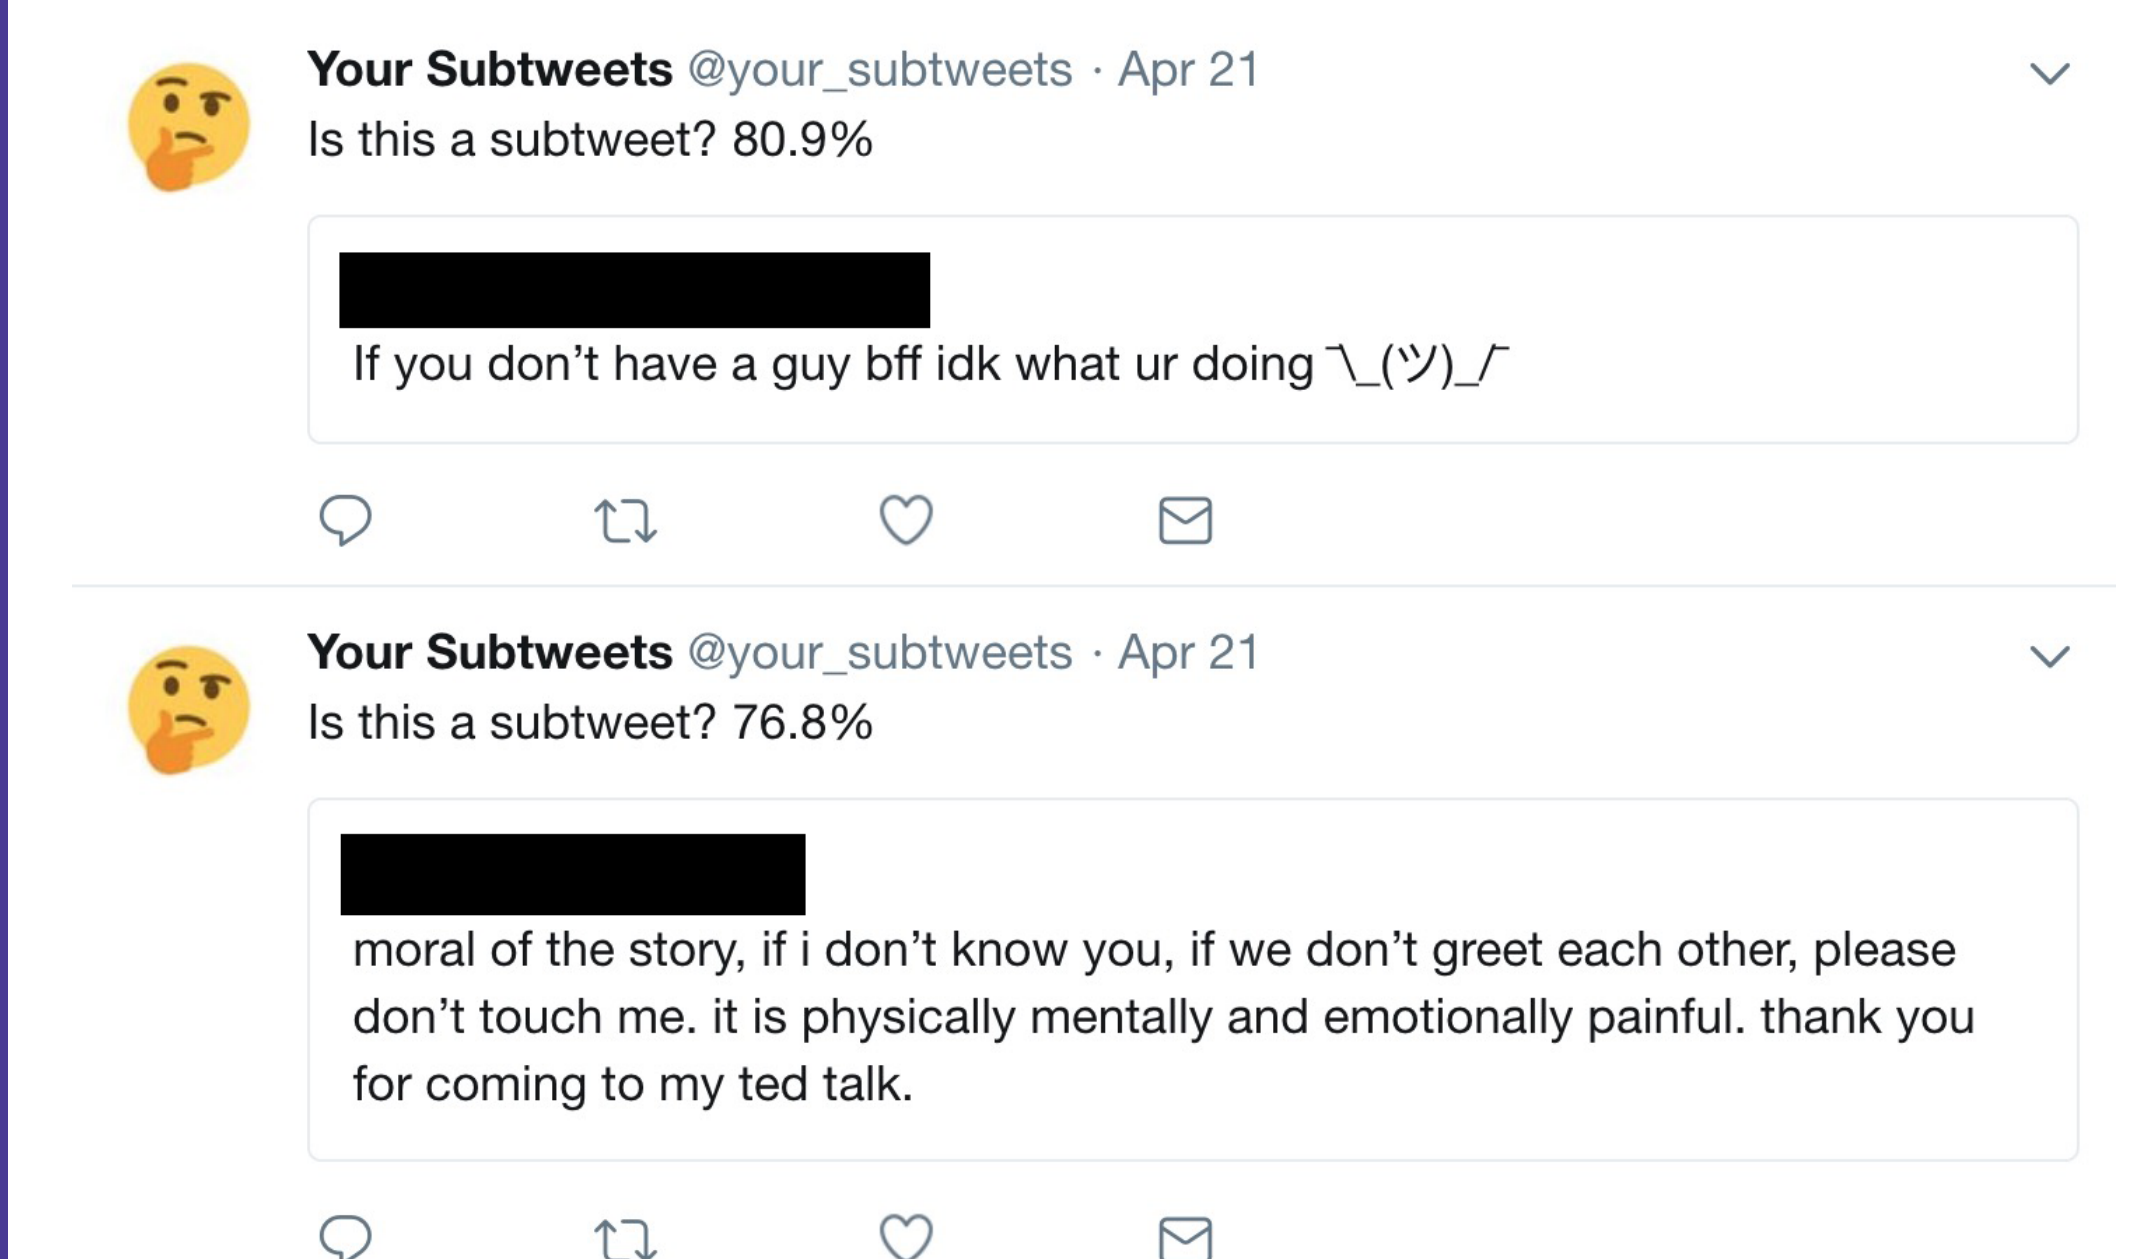 Your Subtweets @your_subtweets · Apr 21
Is this a subtweet? 80.9%
If you don’t have a guy bff idk what ur doing ¯\_(ツ)_/¯
Your Subtweets @your_subtweets · Apr 21
Is this a subtweet? 76.8%
moral of the story, if i don’t know you, if we don’t greet each other, please
don’t touch me. it is physically mentally and emotionally painful. thank you
for coming to my ted talk.